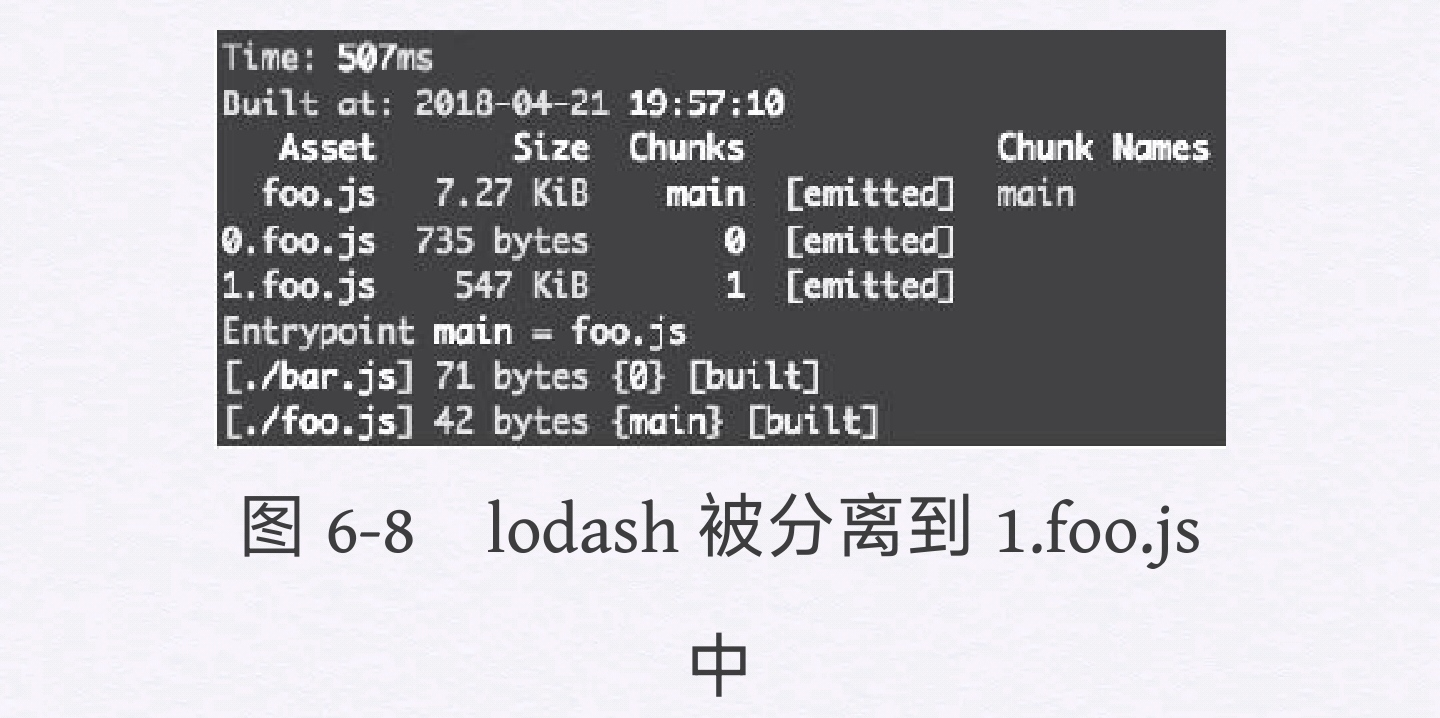 Time: 507ms
Built at: 2018-04-21 19:57:10
Asset Size Chunks Chunk Names
foo.js 7.27 KiB main [emitted] main
0.foo.js 735 bytes 0 [emitted]
1.foo.js 547 KiB 1 [emitted]
Entrypoint main = foo.js
[./bar.js] 71 bytes {0} [built]
[./foo.js] 42 bytes {main} [built]
图 6-8 lodash 被分离到 1.foo.js
中